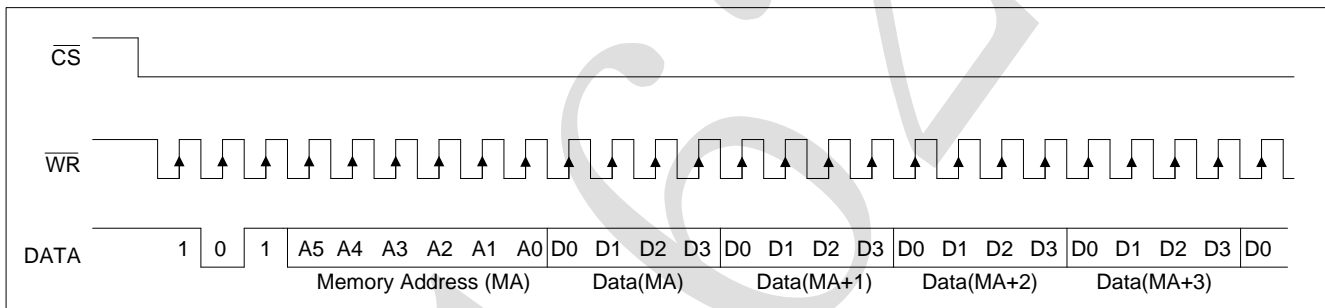 CS
WR
DATA 1 0 1 A5 A4 A3 A2 A1 A0 D0 D1 D2 D3 D0 D1 D2 D3 D0 D1 D2 D3 D0 D1 D2 D3 D0
Memory Address (MA) Data(MA) Data(MA+1) Data(MA+2) Data(MA+3)